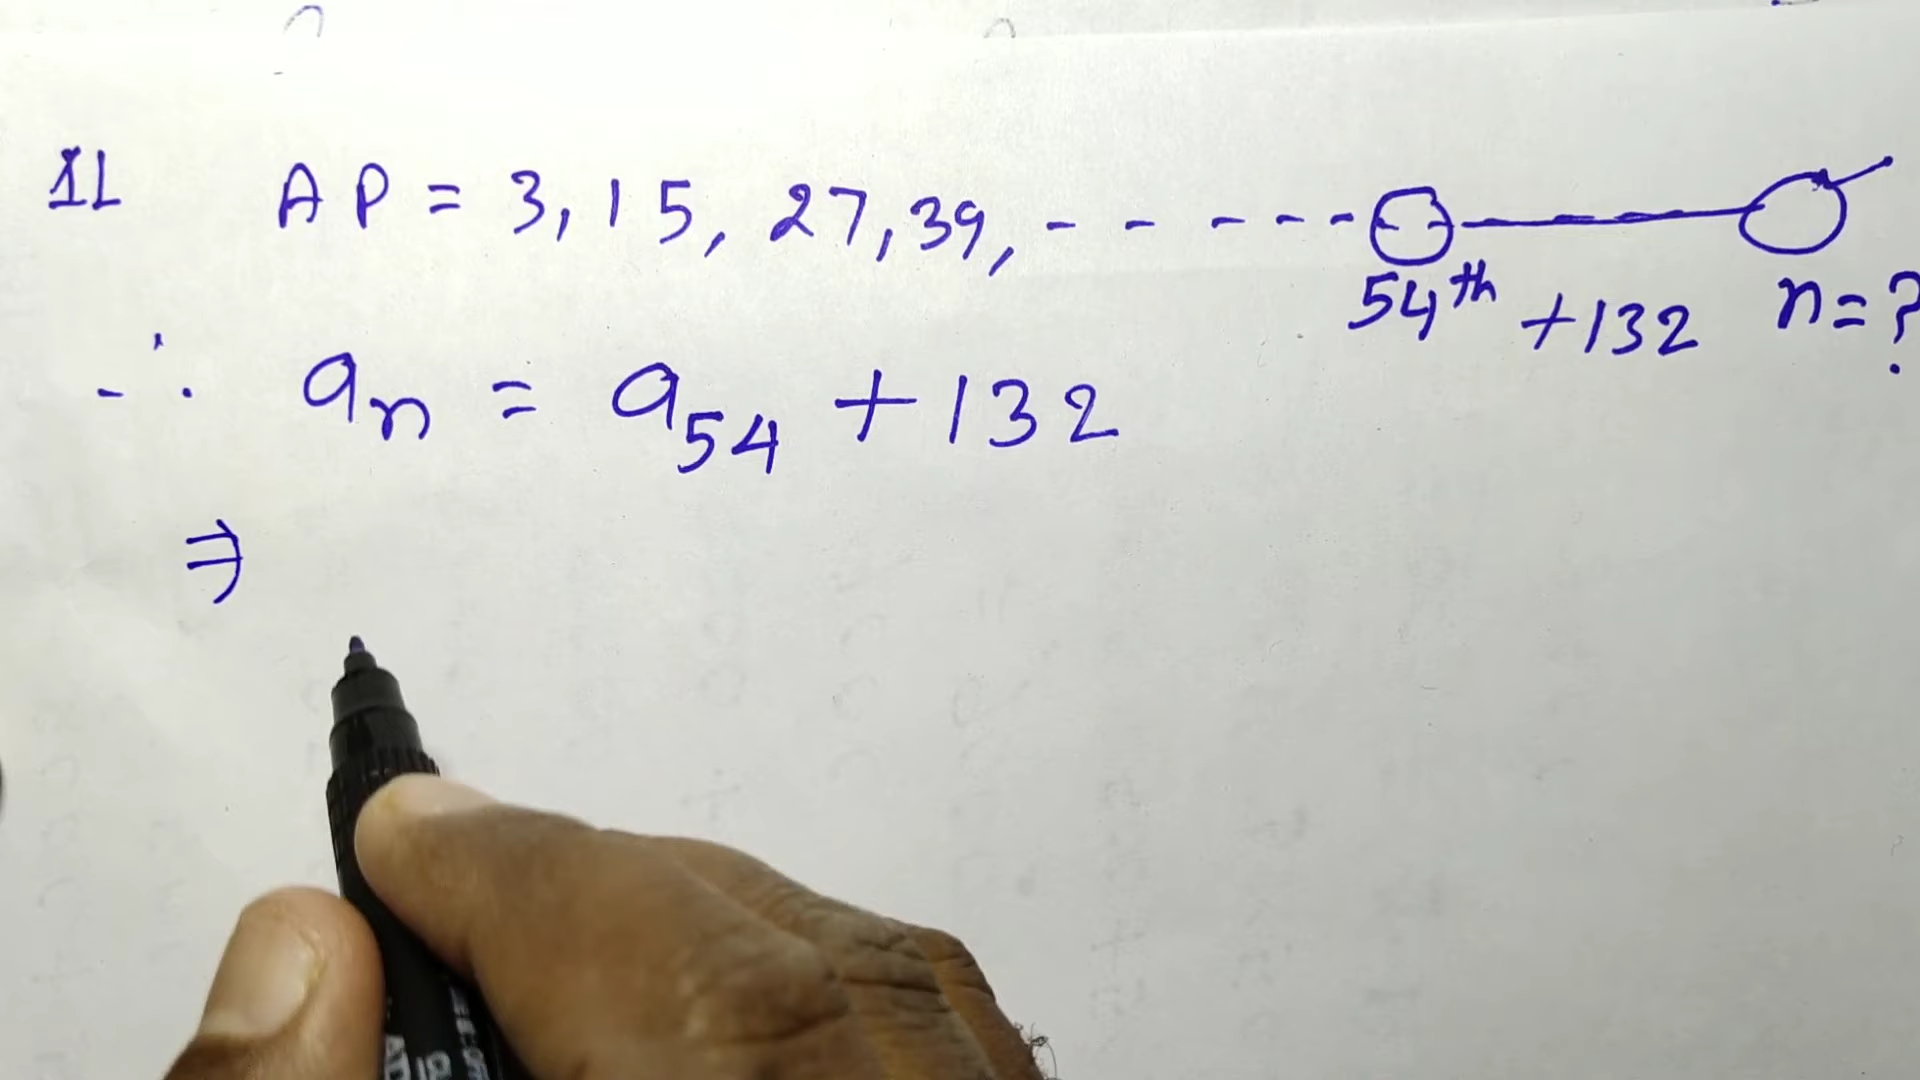 11 AP = 3, 15, 27, 39, - - - - - - - -
54th +132 n = ?
∴ an = a54 + 132
⇒